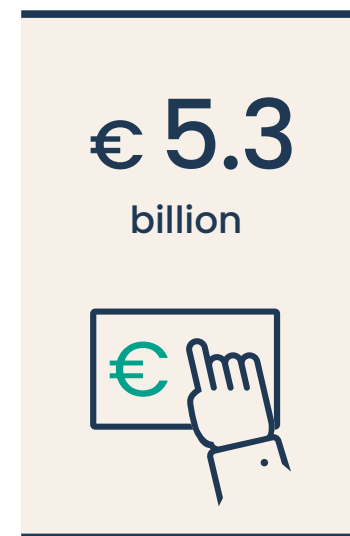 € 5.3
billion
€